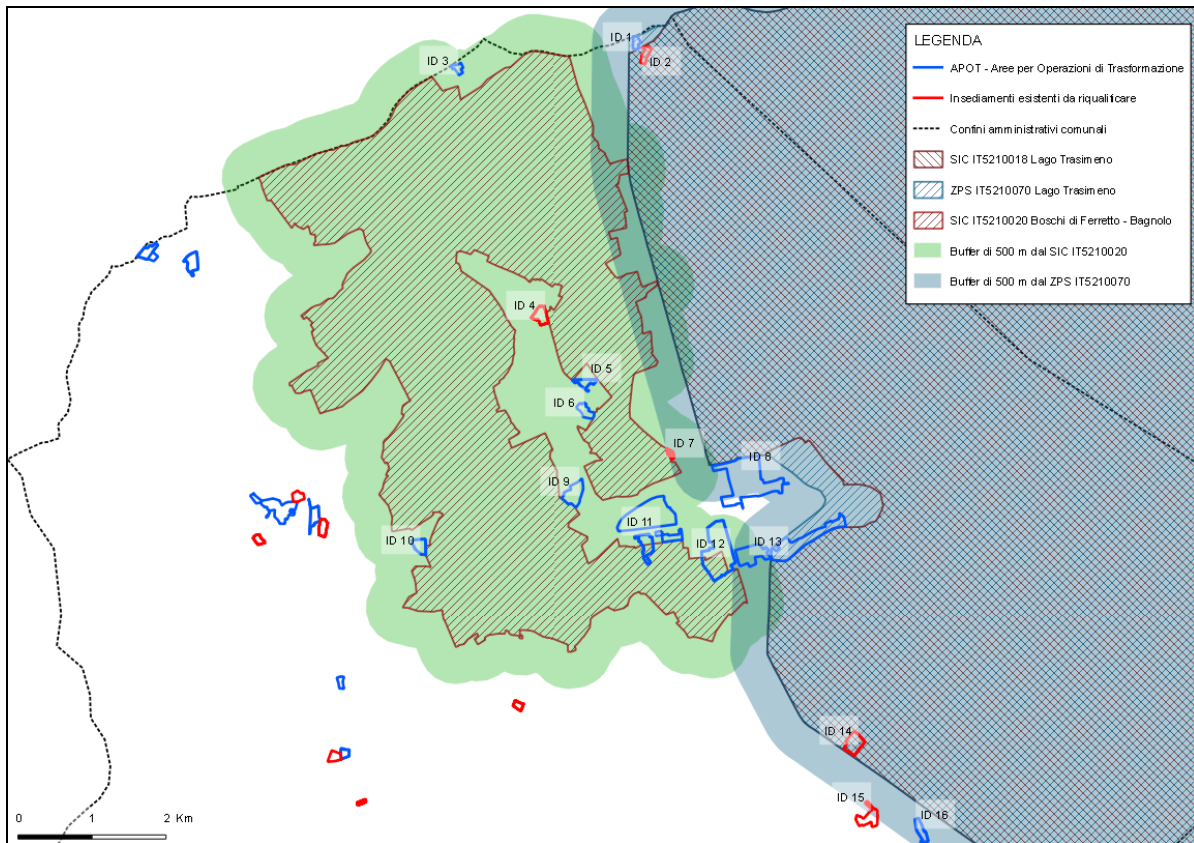 ID 1
ID 2
ID 3
ID 4
ID 5
ID 6
ID 7
ID 8
ID 9
ID 10
ID 11
ID 12
ID 13
ID 14
ID 15
ID 16
LEGENDA
APOT - Aree per Operazioni di Trasformazione
Insediamenti esistenti da riqualificare
Confini amministrativi comunali
SIC IT5210018 Lago Trasimeno
ZPS IT5210070 Lago Trasimeno
SIC IT5210020 Boschi di Ferretto - Bagnolo
Buffer di 500 m dal SIC IT5210020
Buffer di 500 m dal ZPS IT5210070
0 1 2 Km